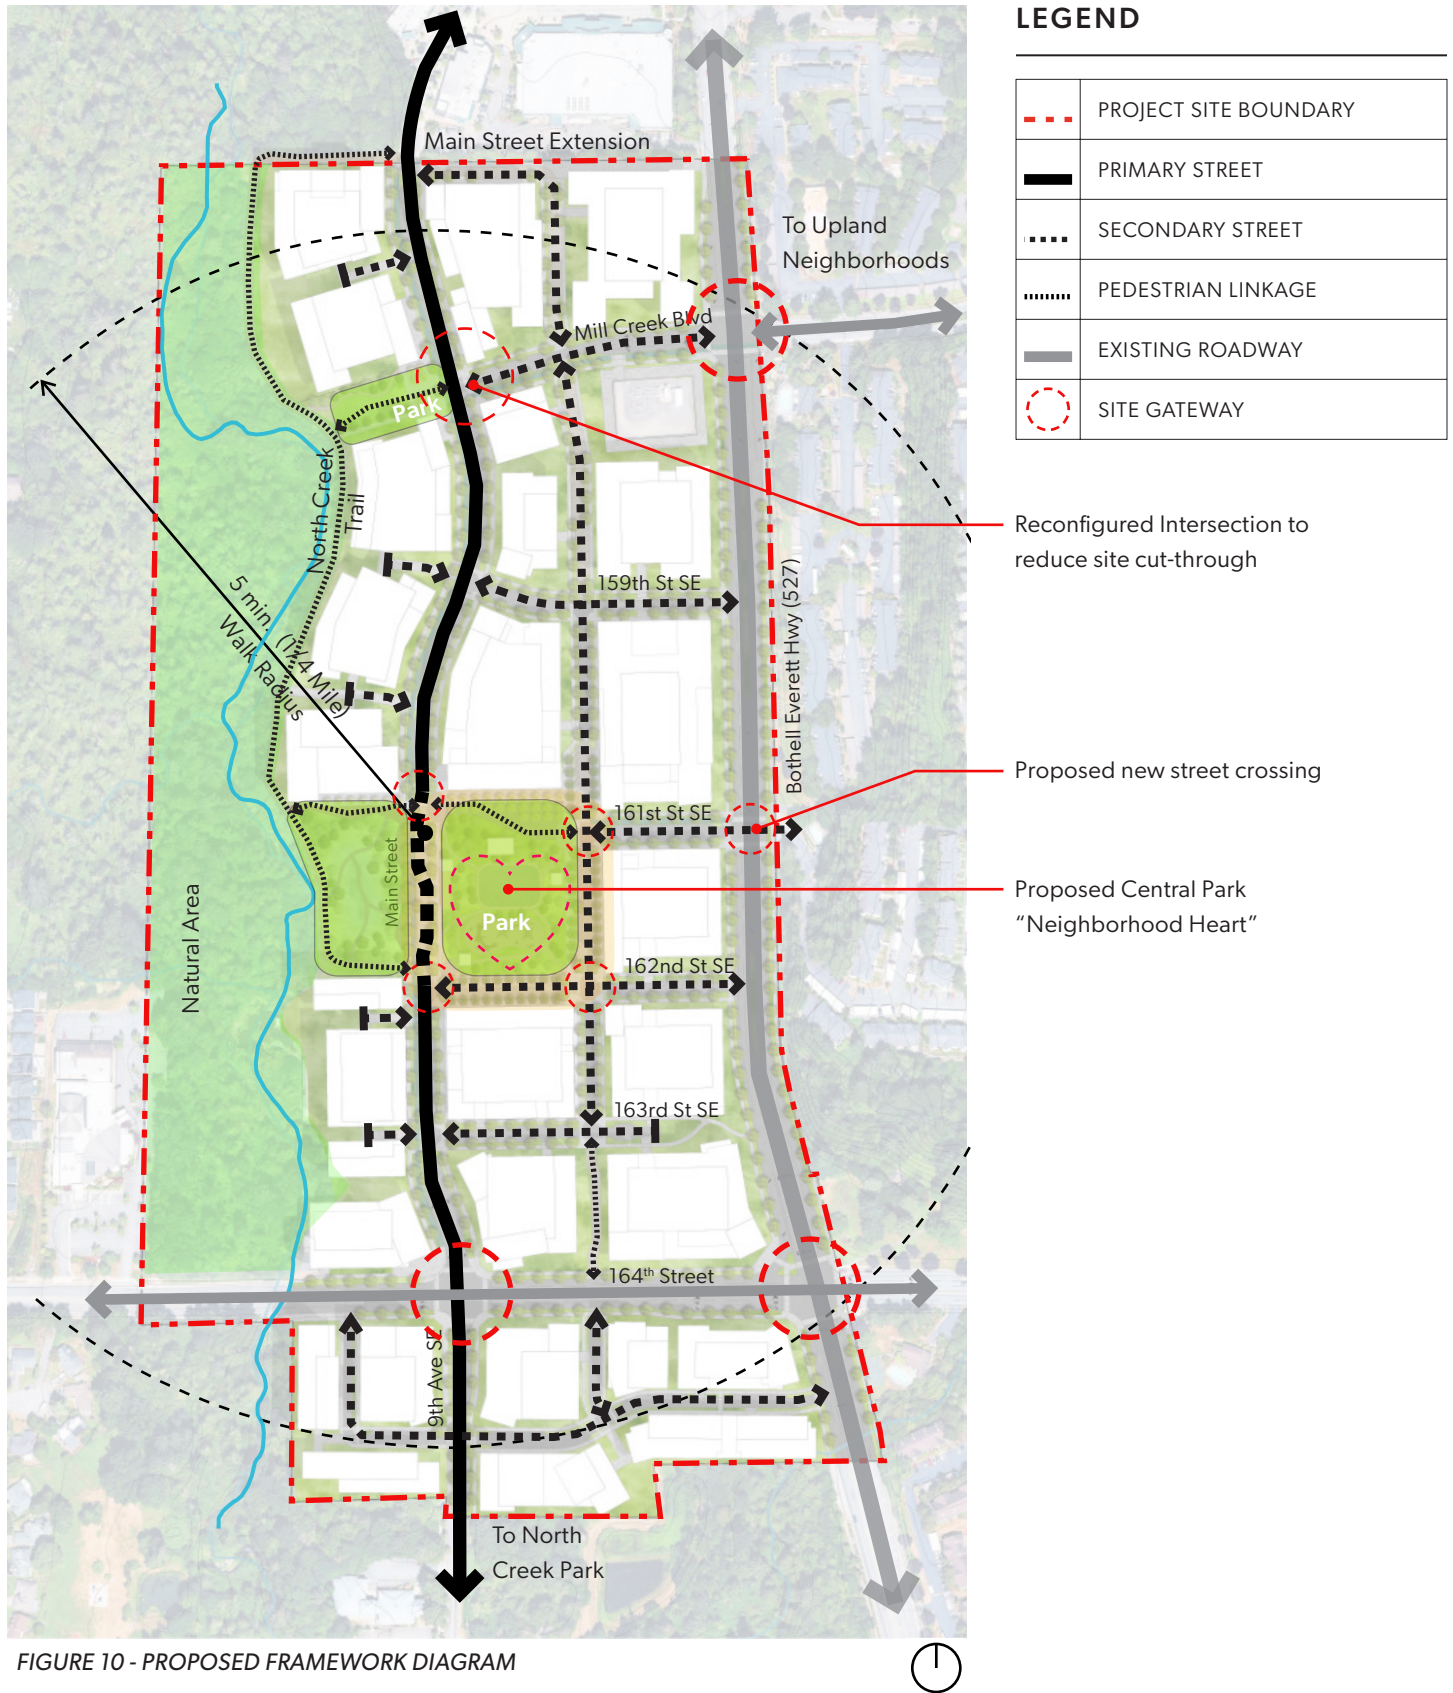 LEGEND
PROJECT SITE BOUNDARY
PRIMARY STREET
SECONDARY STREET
PEDESTRIAN LINKAGE
EXISTING ROADWAY
SITE GATEWAY
Main Street Extension
To Upland
Neighborhoods
Mill Creek Blvd
Park
North Creek
Trail
Reconfigured Intersection to
reduce site cut-through
159th St SE
Bothell Everett Hwy (527)
5 min. (1/4 Mile)
Walk Radius
Proposed new street crossing
161st St SE
Main Street
Natural Area
Park
Proposed Central Park
“Neighborhood Heart”
162nd St SE
163rd St SE
164th Street
9th Ave SE
To North
Creek Park
FIGURE 10 - PROPOSED FRAMEWORK DIAGRAM